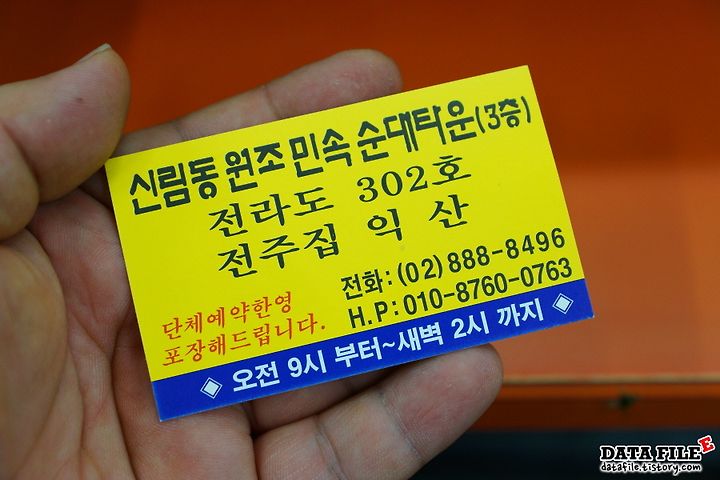 신림동 원조 민속 순대타운(3층)
전라도 302호
전주집 익산
전화: (02) 888-8496
H.P: 010-8760-0763
단체예약한영
포장해드립니다.
◈ 오전 9시 부터~새벽 2시 까지 ◈
DATA FILE E
datafile.tistory.com